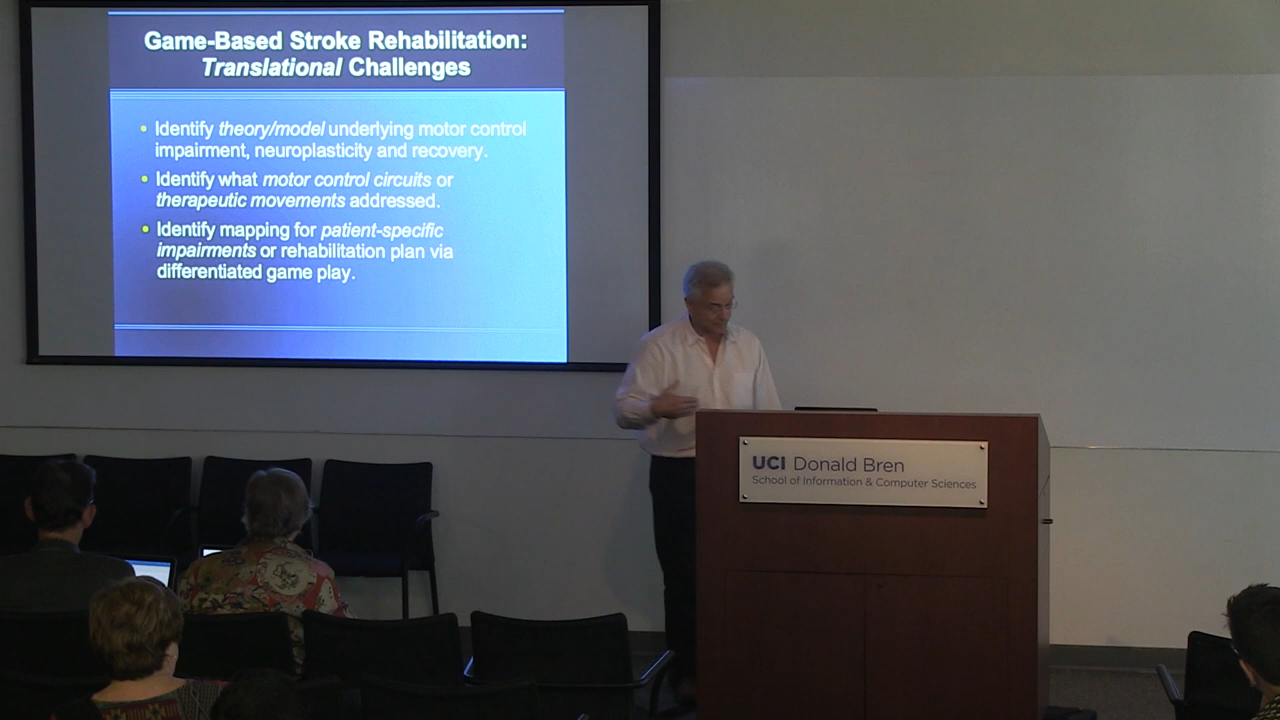 Game-Based Stroke Rehabilitation:
Translational Challenges
• Identify theory/model underlying motor control
impairment, neuroplasticity and recovery.
• Identify what motor control circuits or
therapeutic movements addressed.
• Identify mapping for patient-specific
impairments or rehabilitation plan via
differentiated game play.
UCI Donald Bren
School of Information & Computer Sciences